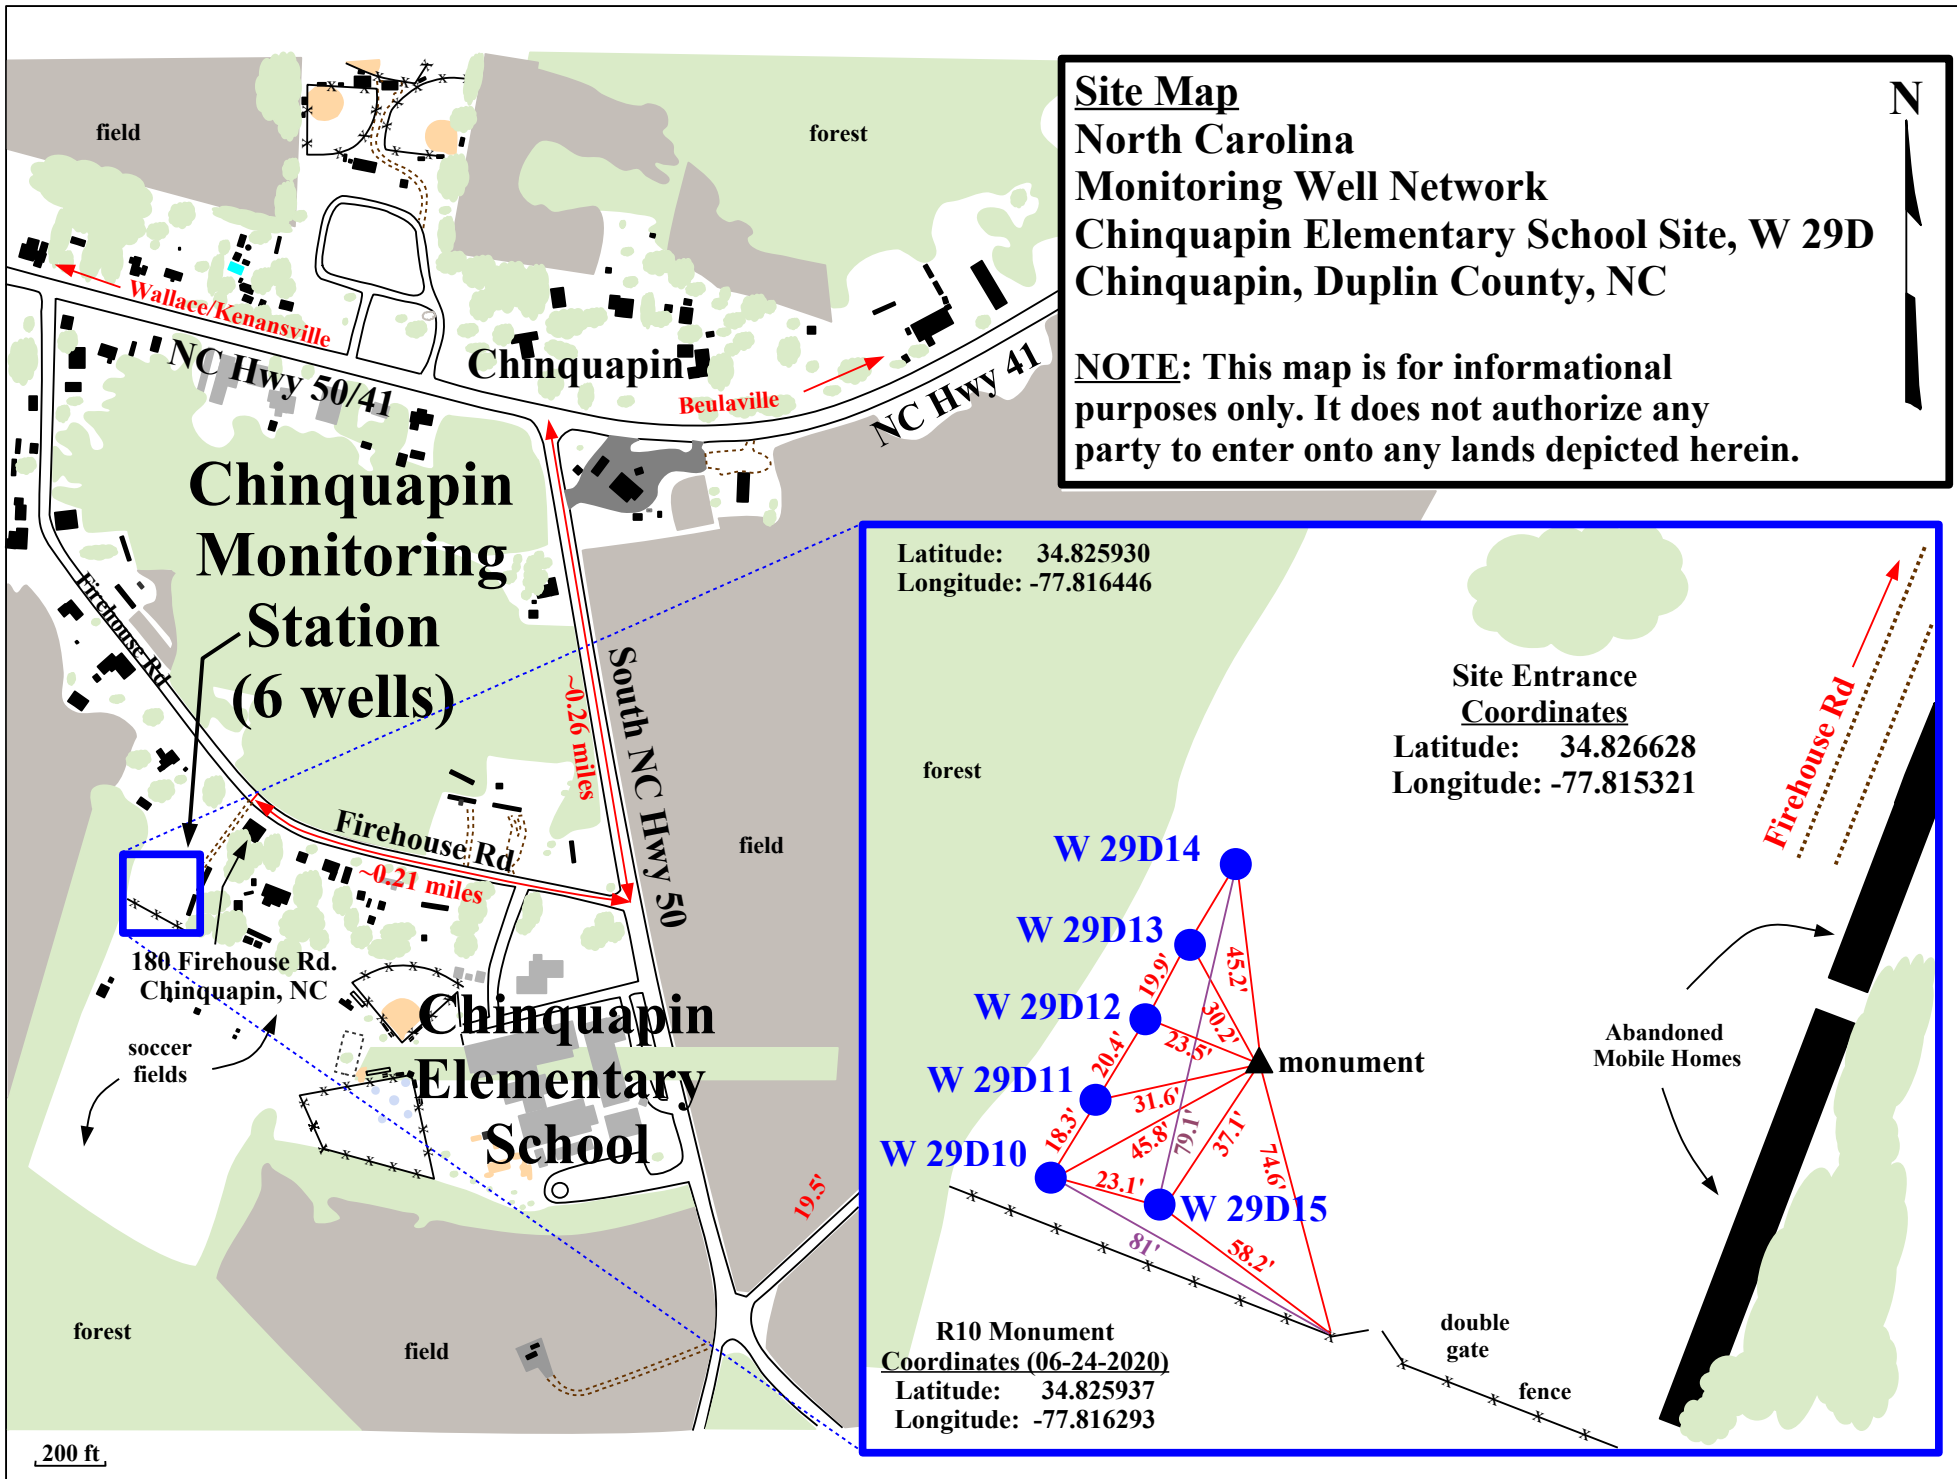 Site Map
North Carolina
Monitoring Well Network
Chinquapin Elementary School Site, W 29D
Chinquapin, Duplin County, NC
NOTE: This map is for informational
purposes only. It does not authorize any
party to enter onto any lands depicted herein.
N
field
forest
Wallace/Kenansville
NC Hwy 50/41
Chinquapin
Beulaville
NC Hwy 41
Chinquapin
Monitoring
Station
(6 wells)
Firehouse Rd
~0.26 miles
South NC Hwy 50
field
Firehouse Rd
~0.21 miles
180 Firehouse Rd.
Chinquapin, NC
soccer
fields
Chinquapin
Elementary
School
19.5'
forest
field
200 ft
Latitude: 34.825930
Longitude: -77.816446
forest
Site Entrance
Coordinates
Latitude: 34.826628
Longitude: -77.815321
Firehouse Rd
W 29D14
W 29D13
W 29D12
W 29D11
W 29D10
W 29D15
45.2'
19.9'
30.2'
23.5'
20.4'
31.6'
18.3'
45.8'
79.1'
37.1'
74.6'
23.1'
81'
58.2'
monument
Abandoned
Mobile Homes
R10 Monument
Coordinates (06-24-2020)
Latitude: 34.825937
Longitude: -77.816293
double
gate
fence